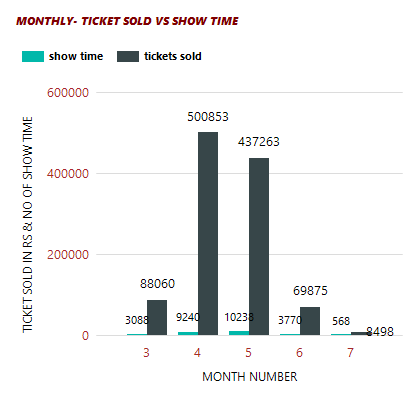 MONTHLY- TICKET SOLD VS SHOW TIME
show time tickets sold
TICKET SOLD IN RS & NO OF SHOW TIME
600000
400000
200000
0
500853
437263
88060
69875
3088 9240 10238 3770 568 8498
3 4 5 6 7
MONTH NUMBER